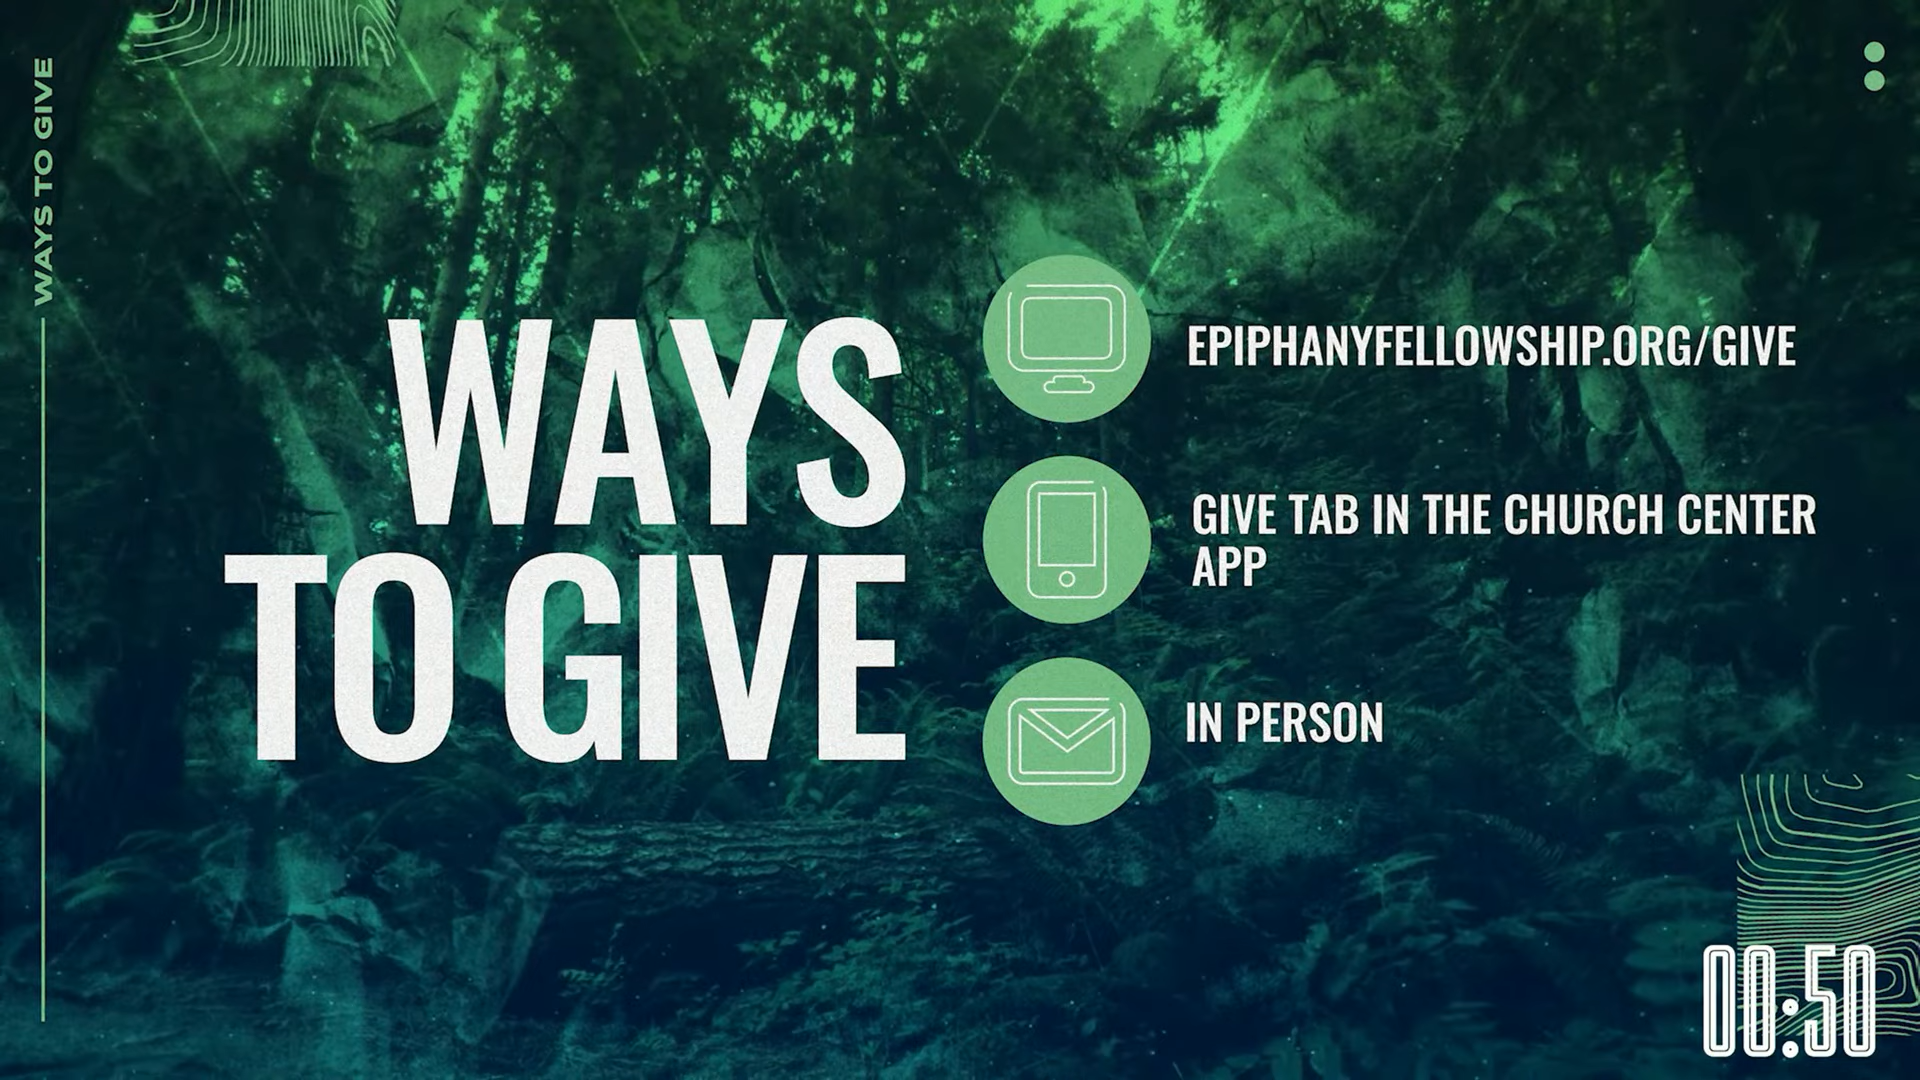 WAYS TO GIVE
WAYS
TO GIVE
EPIPHANYFELLOWSHIP.ORG/GIVE
GIVE TAB IN THE CHURCH CENTER
APP
IN PERSON
00:50